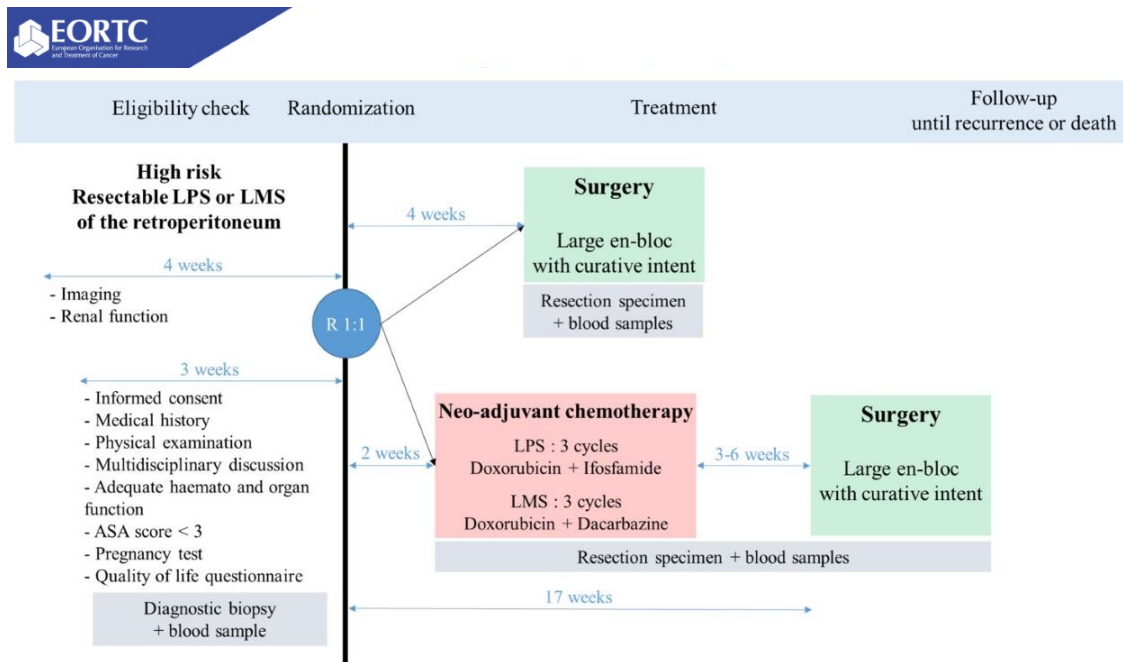 EORTC
European Organisation for Research
and Treatment of Cancer
Eligibility check
Randomization
Treatment
Follow-up
until recurrence or death
High risk
Resectable LPS or LMS
of the retroperitoneum
4 weeks
- Imaging
- Renal function
R 1:1
3 weeks
- Informed consent
- Medical history
- Physical examination
- Multidisciplinary discussion
- Adequate haemato and organ
function
- ASA score < 3
- Pregnancy test
- Quality of life questionnaire
Diagnostic biopsy
+ blood sample
4 weeks
Surgery
Large en-bloc
with curative intent
Resection specimen
+ blood samples
2 weeks
Neo-adjuvant chemotherapy
LPS : 3 cycles
Doxorubicin + Ifosfamide
LMS : 3 cycles
Doxorubicin + Dacarbazine
3-6 weeks
Surgery
Large en-bloc
with curative intent
Resection specimen + blood samples
17 weeks